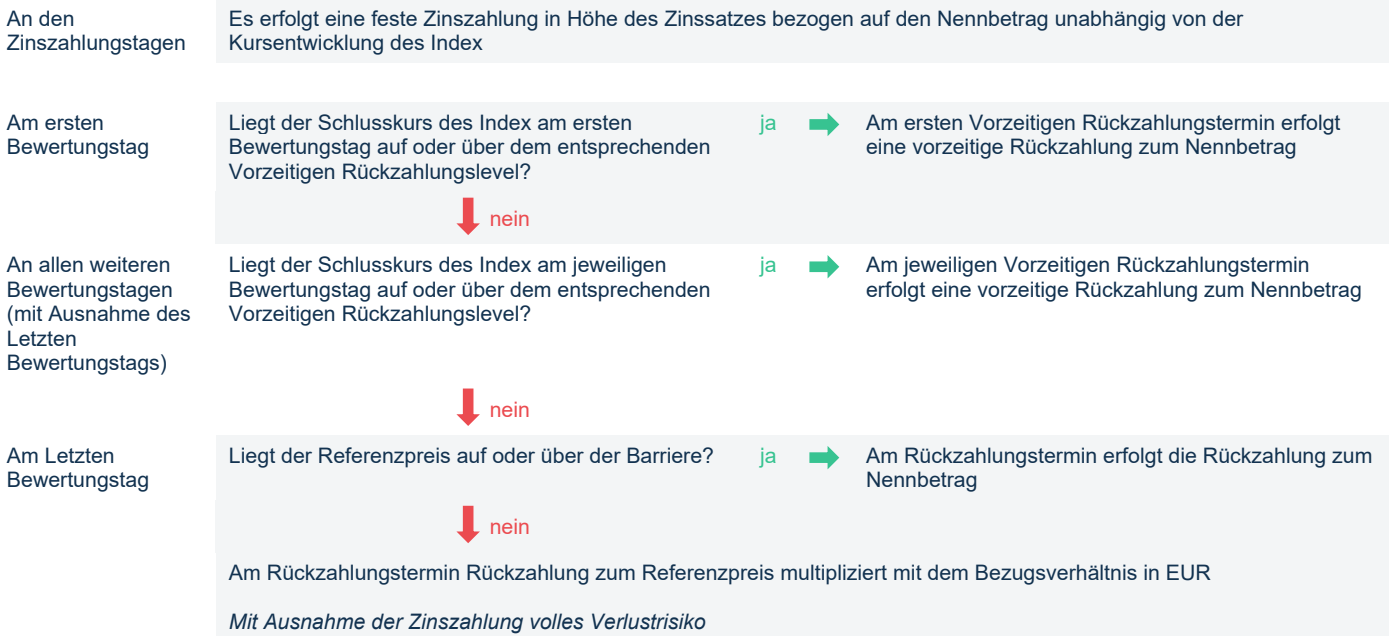 An den
Zinszahlungstagen
Es erfolgt eine feste Zinszahlung in Höhe des Zinssatzes bezogen auf den Nennbetrag unabhängig von der
Kursentwicklung des Index
Am ersten
Bewertungstag
Liegt der Schlusskurs des Index am ersten
Bewertungstag auf oder über dem entsprechenden
Vorzeitigen Rückzahlungslevel?
ja
Am ersten Vorzeitigen Rückzahlungstermin erfolgt
eine vorzeitige Rückzahlung zum Nennbetrag
nein
An allen weiteren
Bewertungstagen
(mit Ausnahme des
Letzten
Bewertungstags)
Liegt der Schlusskurs des Index am jeweiligen
Bewertungstag auf oder über dem entsprechenden
Vorzeitigen Rückzahlungslevel?
ja
Am jeweiligen Vorzeitigen Rückzahlungstermin
erfolgt eine vorzeitige Rückzahlung zum Nennbetrag
nein
Am Letzten
Bewertungstag
Liegt der Referenzpreis auf oder über der Barriere?
ja
Am Rückzahlungstermin erfolgt die Rückzahlung zum
Nennbetrag
nein
Am Rückzahlungstermin Rückzahlung zum Referenzpreis multipliziert mit dem Bezugsverhältnis in EUR
Mit Ausnahme der Zinszahlung volles Verlustrisiko